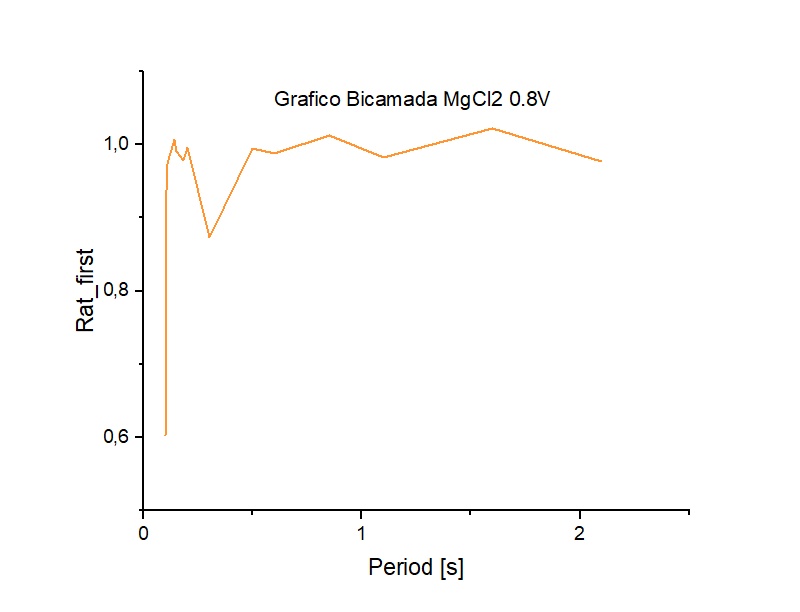 Grafico Bicamada MgCl2 0.8V
1,0
0,8
0,6
Rat_first
0
1
2
Period [s]